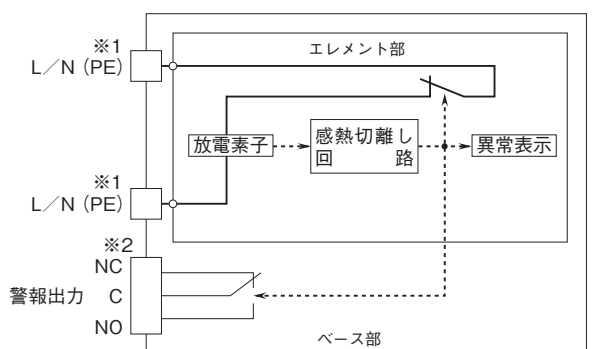 ※1
L／N (PE)
エレメント部
放電素子
感熱切離し
回 路
異常表示
※1
L／N (PE)
※2
NC
警報出力 C
NO
ベース部